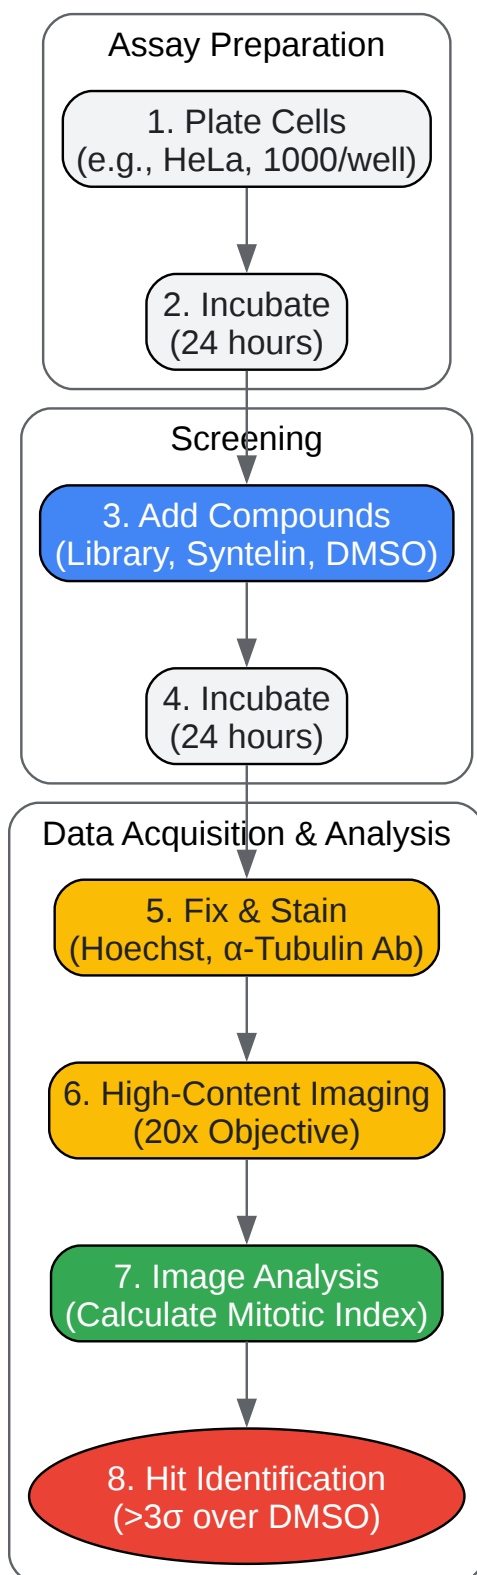 Assay Preparation
1. Plate Cells
(e.g., HeLa, 1000/well)
2. Incubate
(24 hours)
Screening
3. Add Compounds
(Library, Syntelin, DMSO)
4. Incubate
(24 hours)
Data Acquisition & Analysis
5. Fix & Stain
(Hoechst, α-Tubulin Ab)
6. High-Content Imaging
(20x Objective)
7. Image Analysis
(Calculate Mitotic Index)
8. Hit Identification
(>3σ over DMSO)